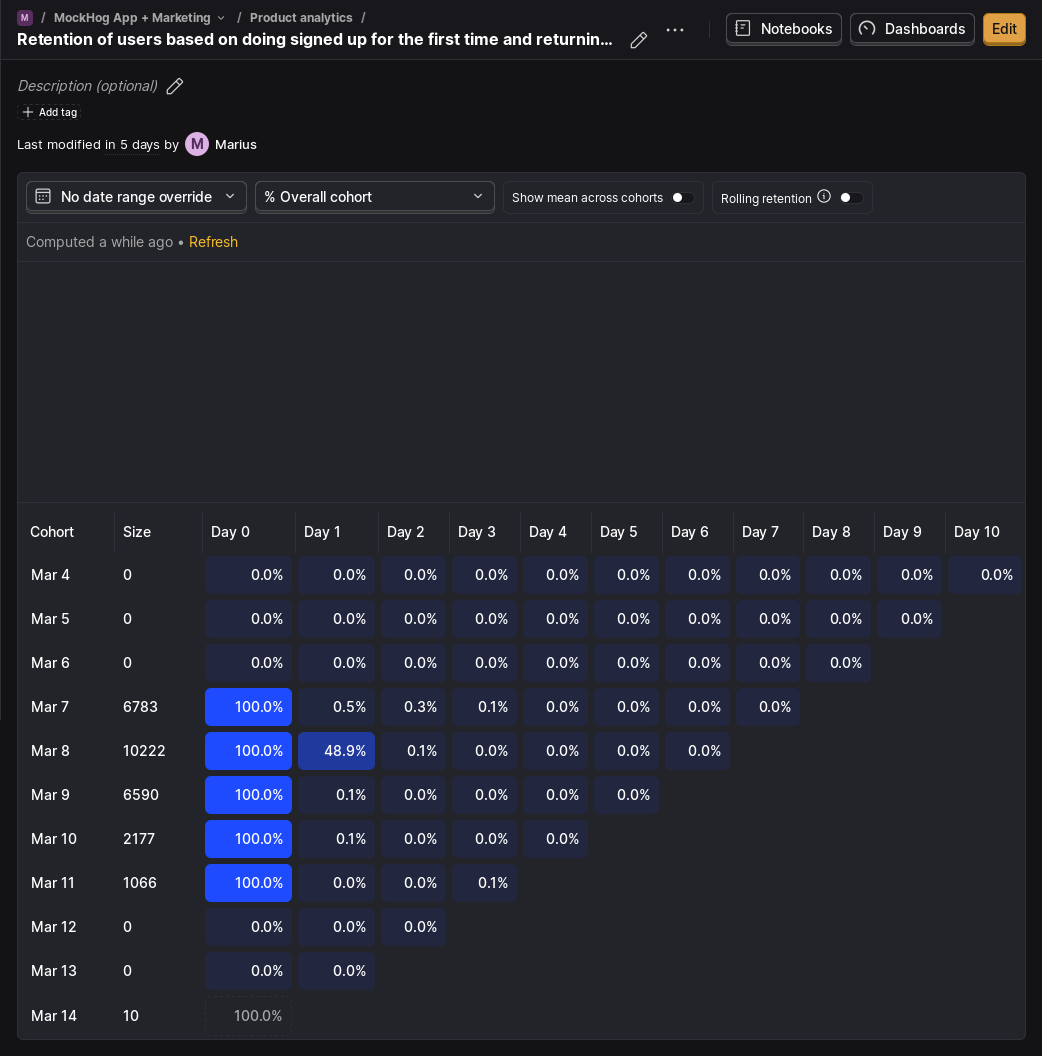 M / MockHog App + Marketing / Product analytics /
Retention of users based on doing signed up for the first time and returnin...
Notebooks
Dashboards
Edit
Description (optional)
Add tag
Last modified in 5 days by M Marius
No date range override
% Overall cohort
Show mean across cohorts
Rolling retention
Computed a while ago • Refresh
Cohort Size Day 0 Day 1 Day 2 Day 3 Day 4 Day 5 Day 6 Day 7 Day 8 Day 9 Day 10
Mar 4 0 0.0% 0.0% 0.0% 0.0% 0.0% 0.0% 0.0% 0.0% 0.0% 0.0% 0.0%
Mar 5 0 0.0% 0.0% 0.0% 0.0% 0.0% 0.0% 0.0% 0.0% 0.0% 0.0%
Mar 6 0 0.0% 0.0% 0.0% 0.0% 0.0% 0.0% 0.0% 0.0% 0.0%
Mar 7 6783 100.0% 0.5% 0.3% 0.1% 0.0% 0.0% 0.0% 0.0%
Mar 8 10222 100.0% 48.9% 0.1% 0.0% 0.0% 0.0% 0.0%
Mar 9 6590 100.0% 0.1% 0.0% 0.0% 0.0% 0.0%
Mar 10 2177 100.0% 0.1% 0.0% 0.0% 0.0%
Mar 11 1066 100.0% 0.0% 0.0% 0.1%
Mar 12 0 0.0% 0.0% 0.0%
Mar 13 0 0.0% 0.0%
Mar 14 10 100.0%